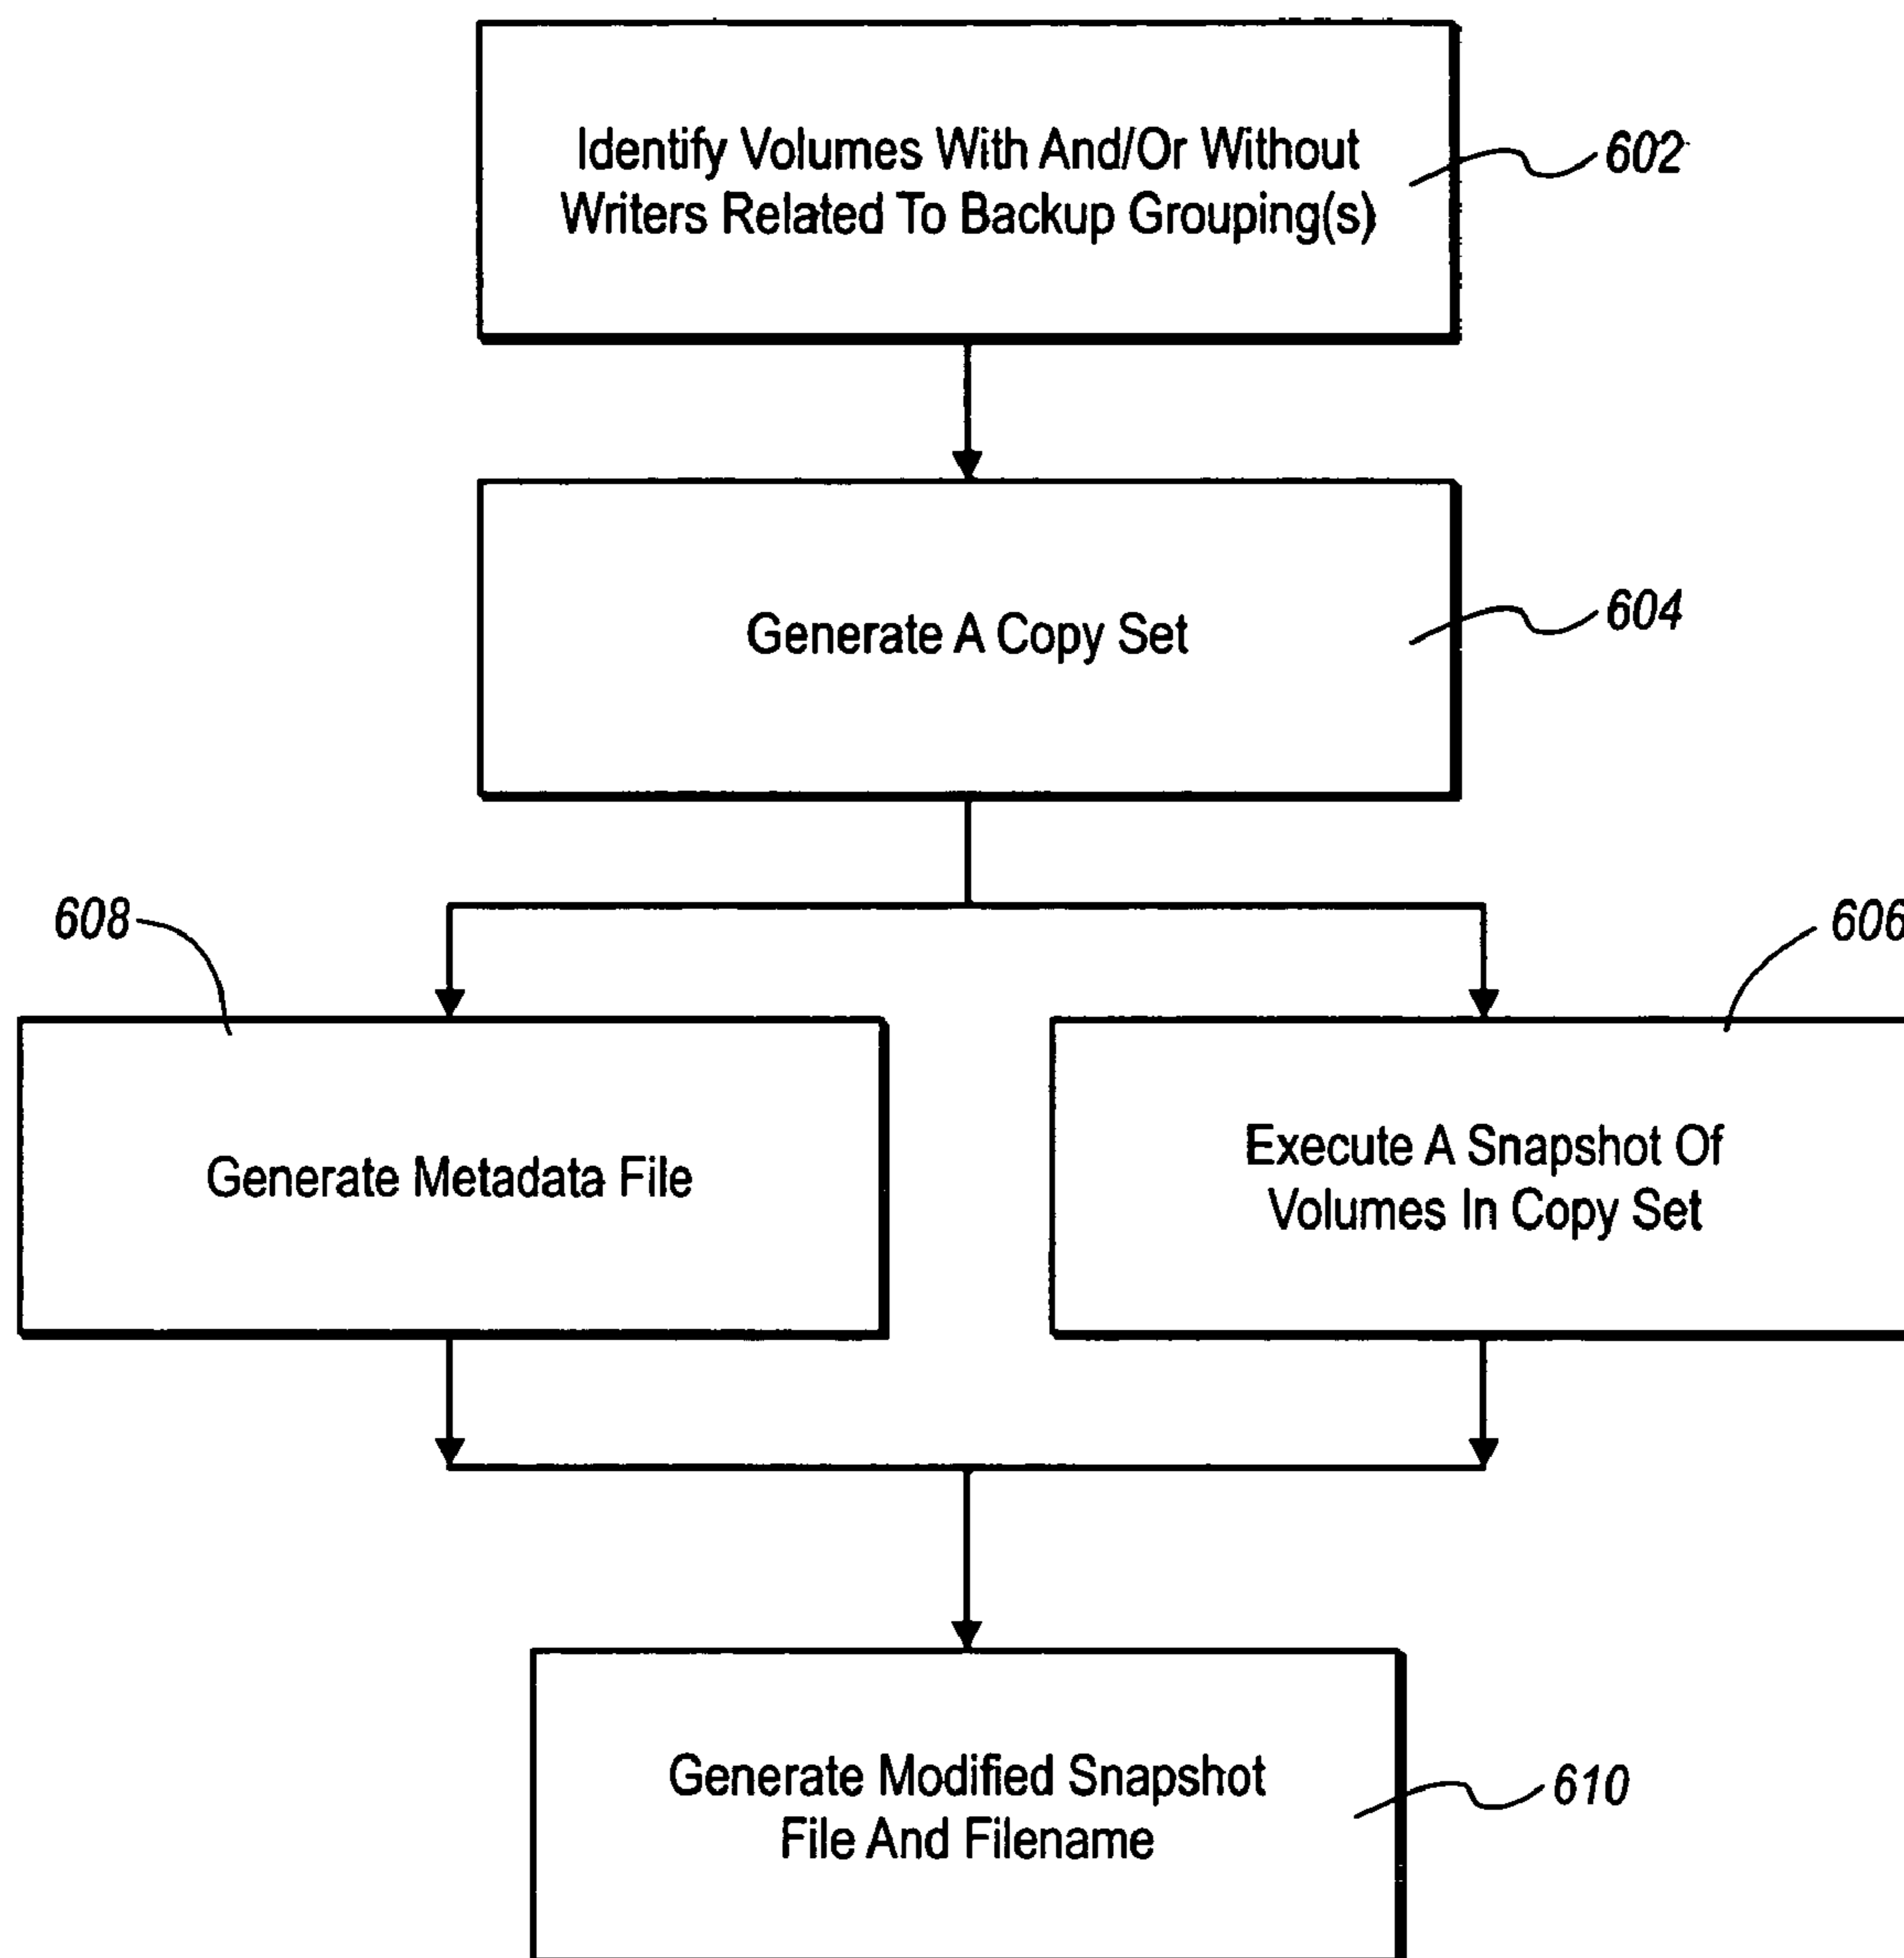 Identify Volumes With And/Or Without
Writers Related To Backup Grouping(s)
602
Generate A Copy Set
604
608
606
Generate Metadata File
Execute A Snapshot Of
Volumes In Copy Set
Generate Modified Snapshot
File And Filename
610